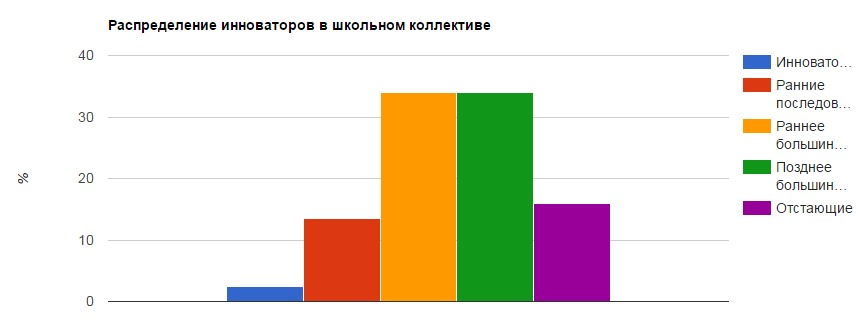 Распределение инноваторов в школьном коллективе
40
30
20
10
0
%
Инновато…
Ранние
последов…
Раннее
большин…
Позднее
большин…
Отстающие